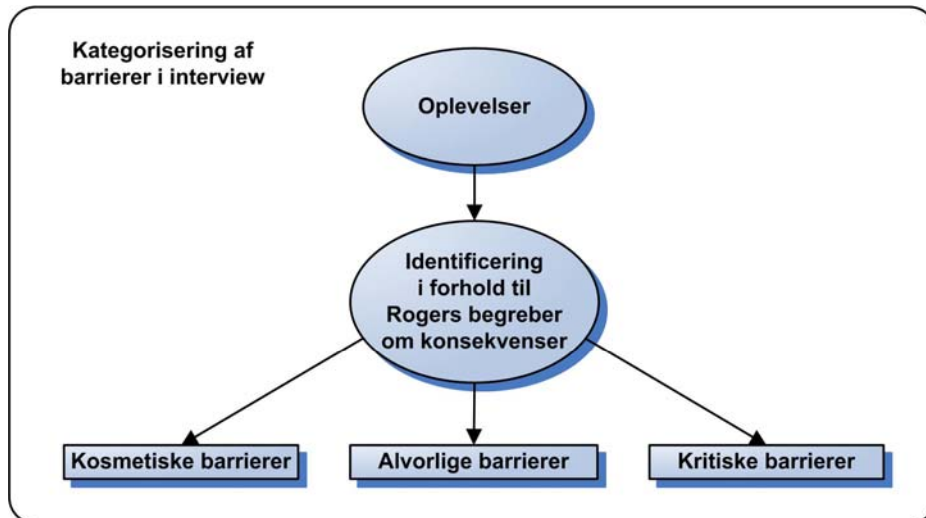 Kategorisering af
barrierer i interview
Oplevelser
Identificering
i forhold til
Rogers begreber
om konsekvenser
Kosmetiske barrierer
Alvorlige barrierer
Kritiske barrierer